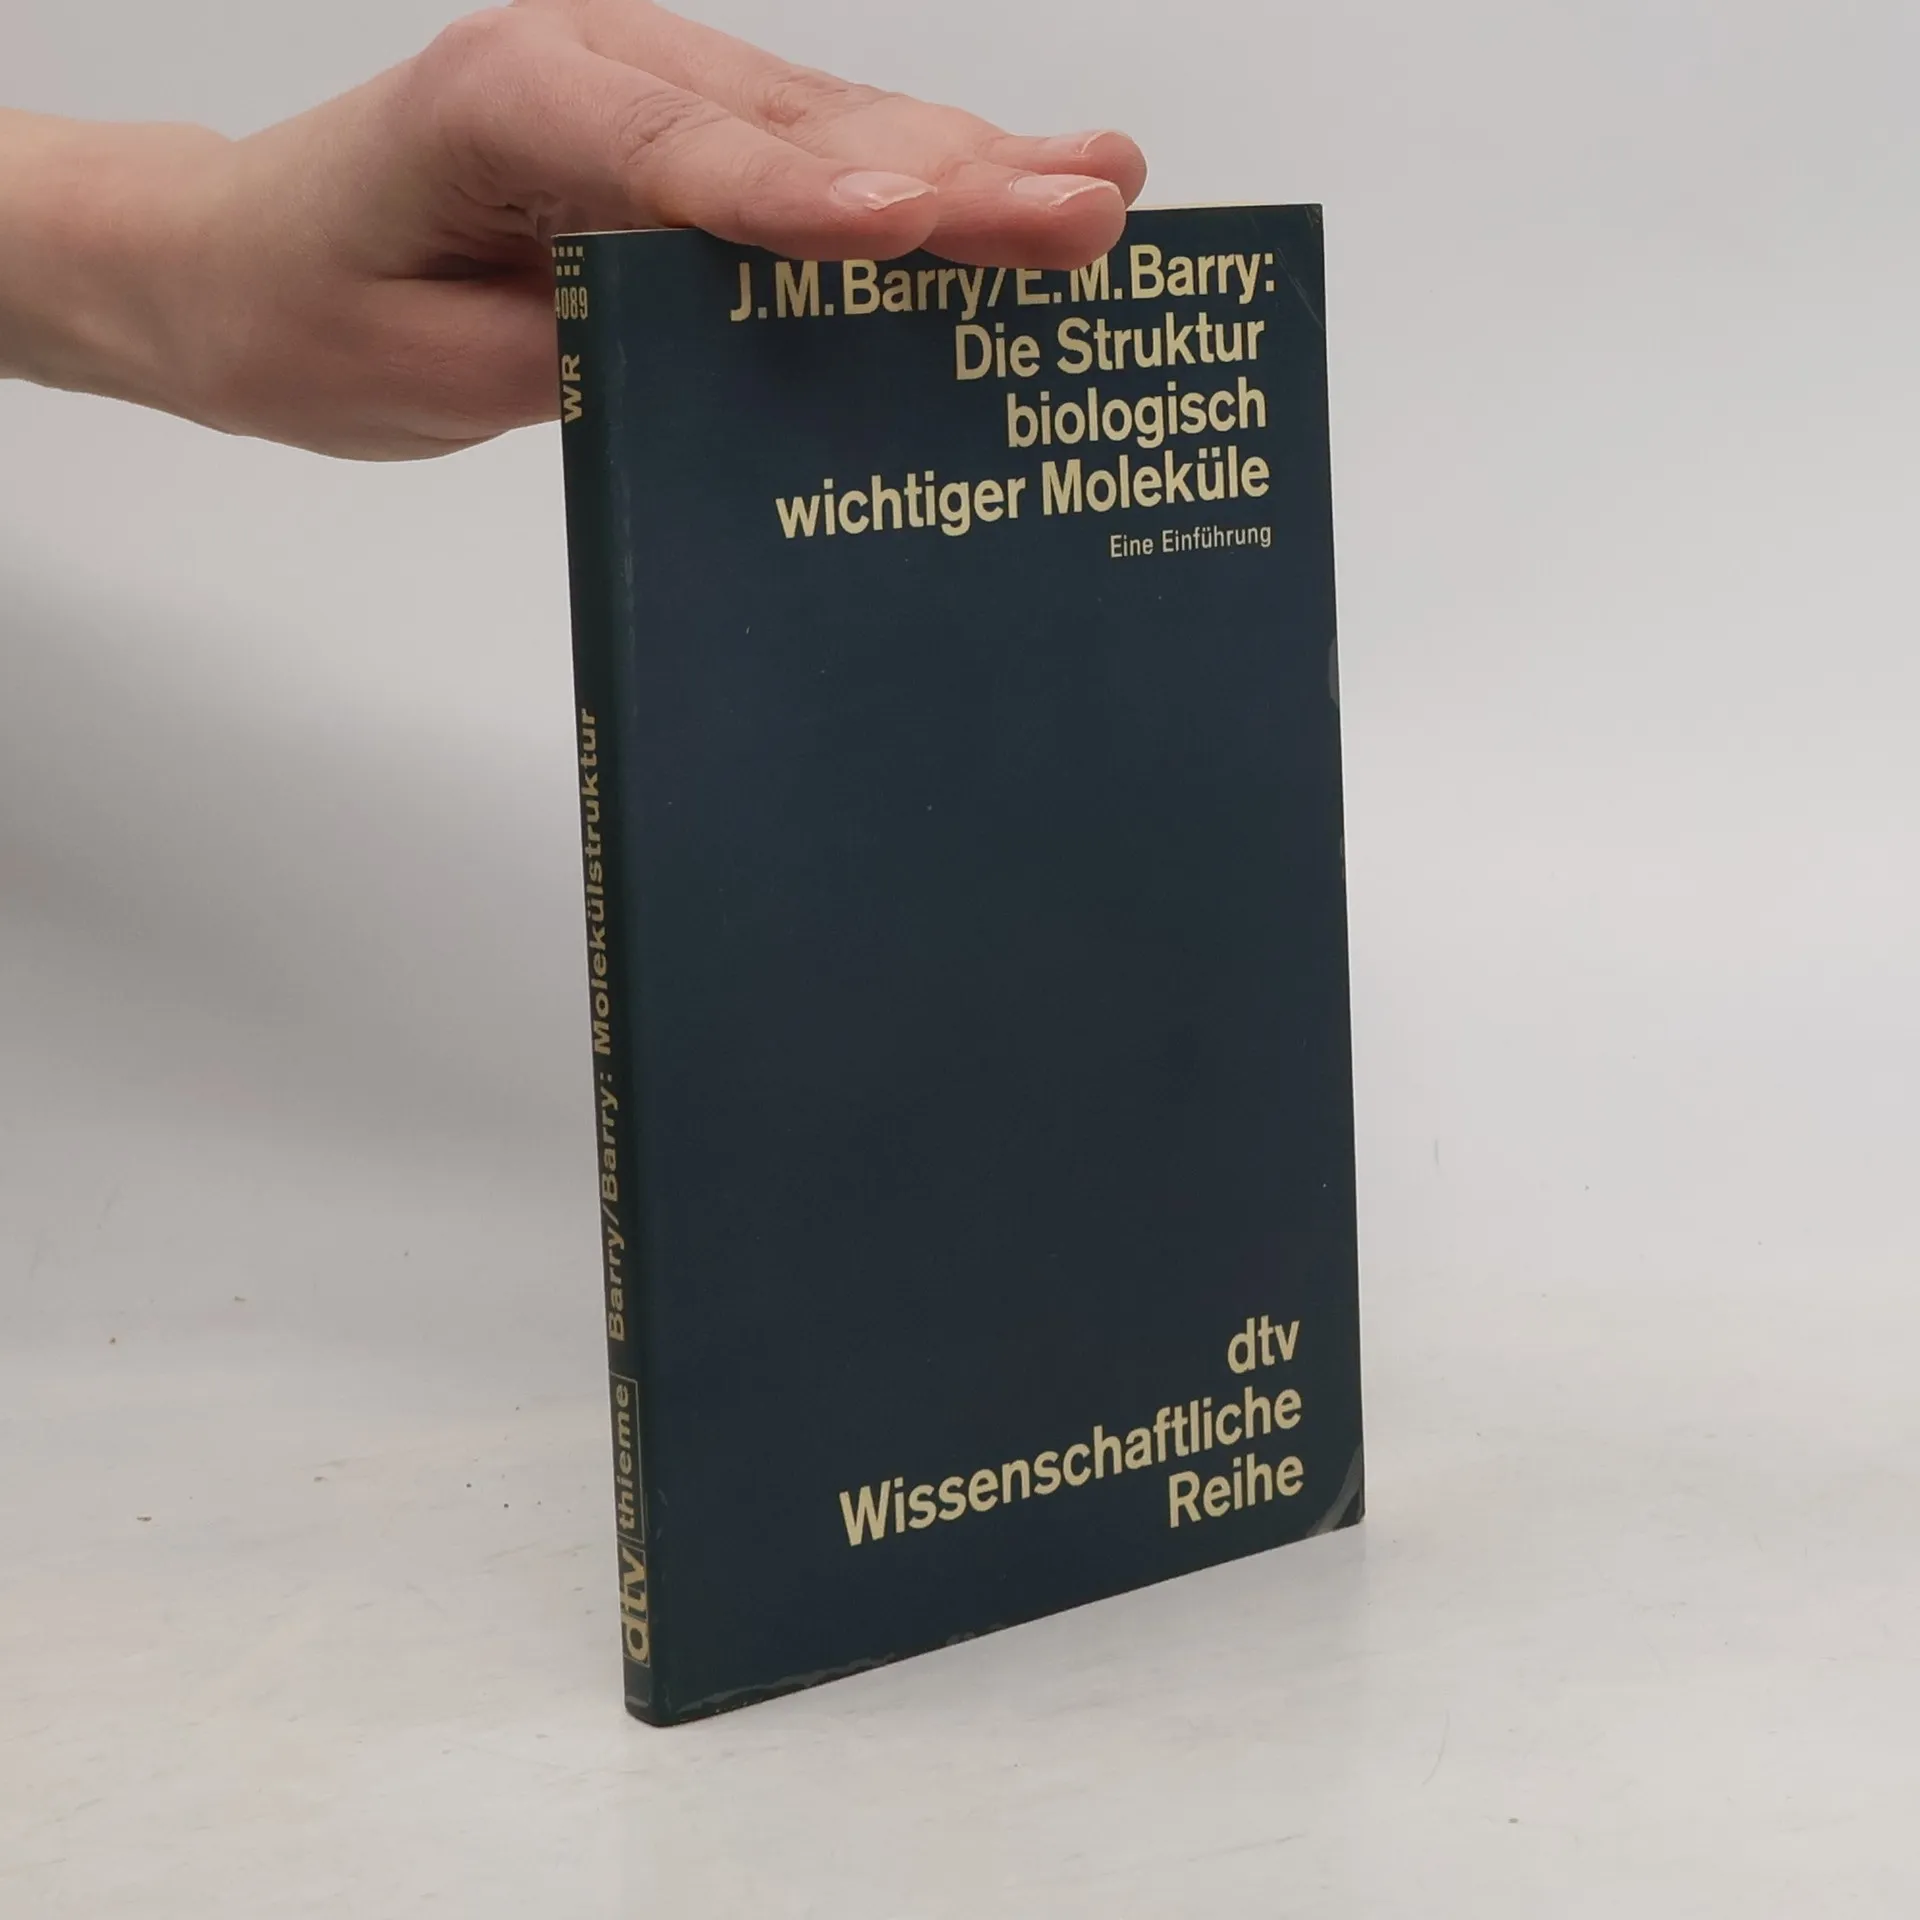 J.M.Barry/E.M.Barry:
Die Struktur
biologisch
wichtiger Moleküle
Eine Einführung
dtv
Wissenschaftliche
Reihe
4089
WR
Barry/Barry: Molekülstruktur
thieme
dtv